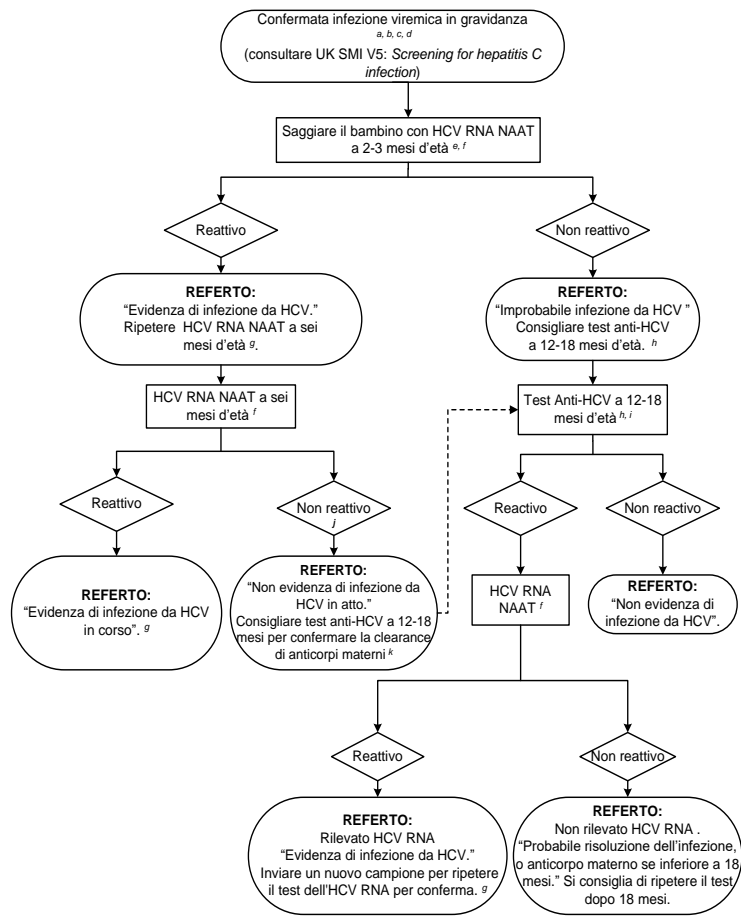 Confermata infezione viremica in gravidanza
a, b, c, d
(consultare UK SMI V5: Screening for hepatitis C
infection)
Saggiare il bambino con HCV RNA NAAT
a 2-3 mesi d'età e, f
Reattivo
Non reattivo
REFERTO:
“Evidenza di infezione da HCV.”
Ripetere HCV RNA NAAT a sei
mesi d'età g.
REFERTO:
“Improbabile infezione da HCV ”
Consigliare test anti-HCV
a 12-18 mesi d'età. h
HCV RNA NAAT a sei
mesi d'età f
Test Anti-HCV a 12-18
mesi d'età h, i
Reattivo
Non reattivo
j
Reactivo
Non reactivo
REFERTO:
“Evidenza di infezione da HCV
in corso”. g
REFERTO:
“Non evidenza di infezione da
HCV in atto.”
Consigliare test anti-HCV a 12-18
mesi per confermare la clearance
di anticorpi materni k
HCV RNA
NAAT f
REFERTO:
“Non evidenza di
infezione da HCV”.
Reattivo
Non reattivo
REFERTO:
Rilevato HCV RNA
“Evidenza di infezione da HCV.”
Inviare un nuovo campione per ripetere
il test dell'HCV RNA per conferma. g
REFERTO:
Non rilevato HCV RNA .
“Probabile risoluzione dell'infezione,
o anticorpo materno se inferiore a 18
mesi.” Si consiglia di ripetere il test
dopo 18 mesi.